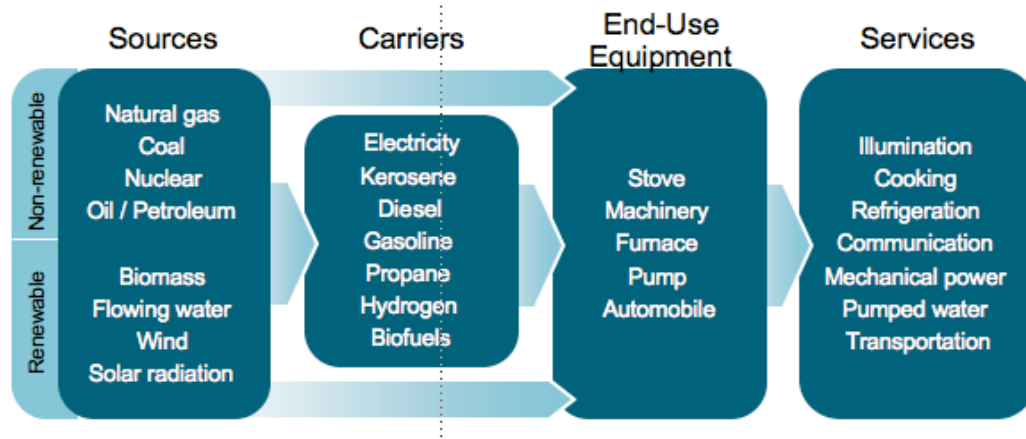 Sources
Carriers
End-Use
Equipment
Services
Non-renewable
Renewable
Natural gas
Coal
Nuclear
Oil / Petroleum
Biomass
Flowing water
Wind
Solar radiation
Electricity
Kerosene
Diesel
Gasoline
Propane
Hydrogen
Biofuels
Stove
Machinery
Furnace
Pump
Automobile
Illumination
Cooking
Refrigeration
Communication
Mechanical power
Pumped water
Transportation